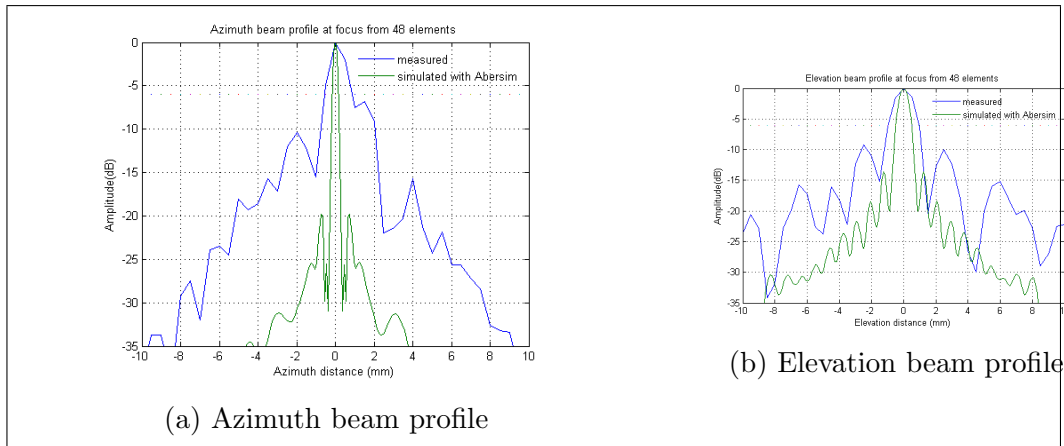 Azimuth beam profile at focus from 48 elements
measured
simulated with Abersim
Amplitude(dB)
0
-5
-10
-15
-20
-25
-30
-35
-10 -8 -6 -4 -2 0 2 4 6 8 10
Azimuth distance (mm)
(a) Azimuth beam profile
Elevation beam profile at focus from 48 elements
measured
simulated with Abersim
Amplitude(dB)
0
-5
-10
-15
-20
-25
-30
-35
-10 -8 -6 -4 -2 0 2 4 6 8 10
Elevation distance (mm)
(b) Elevation beam profile